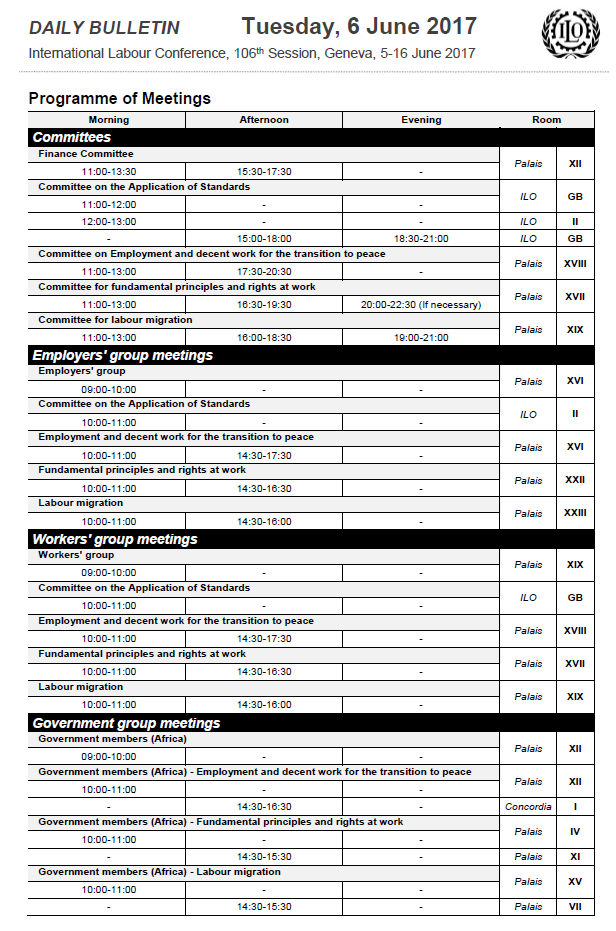 DAILY BULLETIN Tuesday, 6 June 2017
International Labour Conference, 106th Session, Geneva, 5-16 June 2017
ILO
Programme of Meetings
Morning Afternoon Evening Room
Committees
Finance Committee
11:00-13:30 15:30-17:30 - Palais XII
Committee on the Application of Standards
11:00-12:00 - - ILO GB
12:00-13:00 - - ILO II
- 15:00-18:00 18:30-21:00 ILO GB
Committee on Employment and decent work for the transition to peace
11:00-13:00 17:30-20:30 - Palais XVIII
Committee for fundamental principles and rights at work
11:00-13:00 16:30-19:30 20:00-22:30 (If necessary) Palais XVII
Committee for labour migration
11:00-13:00 16:00-18:30 19:00-21:00 Palais XIX
Employers' group meetings
Employers' group
09:00-10:00 - - Palais XVI
Committee on the Application of Standards
10:00-11:00 - - ILO II
Employment and decent work for the transition to peace
10:00-11:00 14:30-17:30 - Palais XVI
Fundamental principles and rights at work
10:00-11:00 14:30-16:30 - Palais XXII
Labour migration
10:00-11:00 14:30-16:00 - Palais XXIII
Workers' group meetings
Workers' group
09:00-10:00 - - Palais XIX
Committee on the Application of Standards
10:00-11:00 - - ILO GB
Employment and decent work for the transition to peace
10:00-11:00 14:30-17:30 - Palais XVIII
Fundamental principles and rights at work
10:00-11:00 14:30-16:30 - Palais XVII
Labour migration
10:00-11:00 14:30-16:00 - Palais XIX
Government group meetings
Government members (Africa)
09:00-10:00 - - Palais XII
Government members (Africa) - Employment and decent work for the transition to peace
10:00-11:00 - - Palais XII
- 14:30-16:30 - Concordia I
Government members (Africa) - Fundamental principles and rights at work
10:00-11:00 - - Palais IV
- 14:30-15:30 - Palais XI
Government members (Africa) - Labour migration
10:00-11:00 - - Palais XV
- 14:30-15:30 - Palais VII